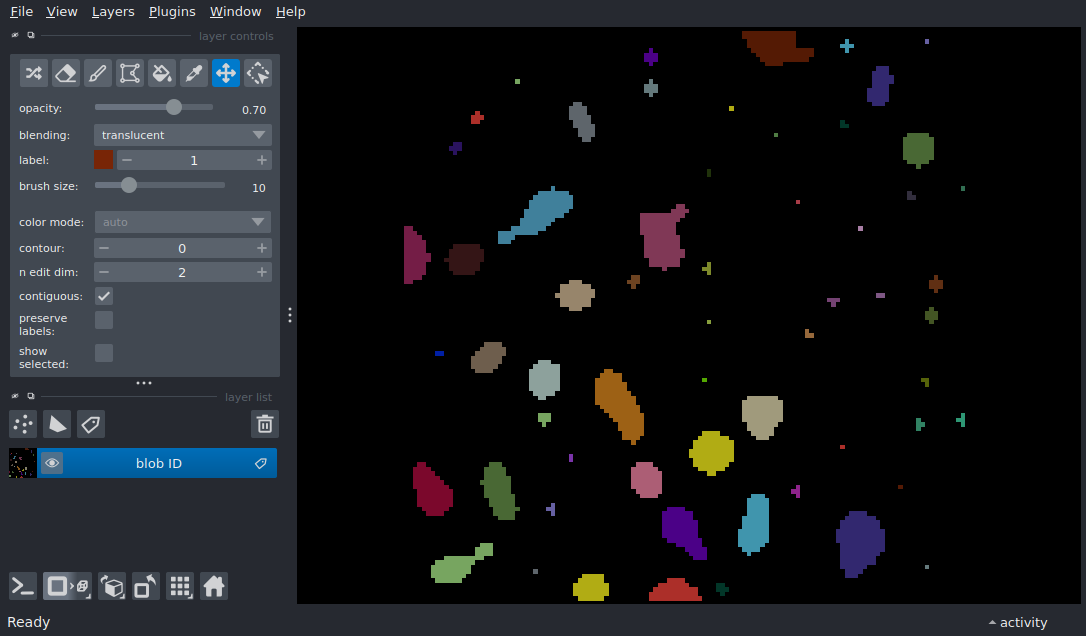 File View Layers Plugins Window Help
layer controls
opacity: 0.70
blending: translucent
label: 1
brush size: 10
color mode: auto
contour: 0
n edit dim: 2
contiguous:
preserve
labels:
show
selected:
layer list
blob ID
Ready
activity